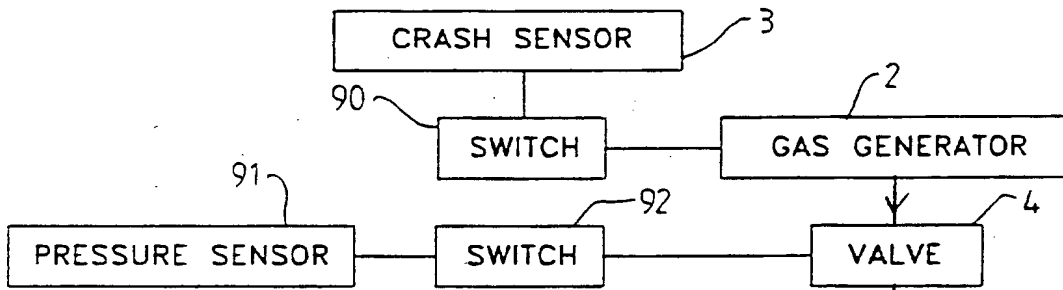 CRASH SENSOR
3
90
SWITCH
2
GAS GENERATOR
91
PRESSURE SENSOR
92
SWITCH
4
VALVE